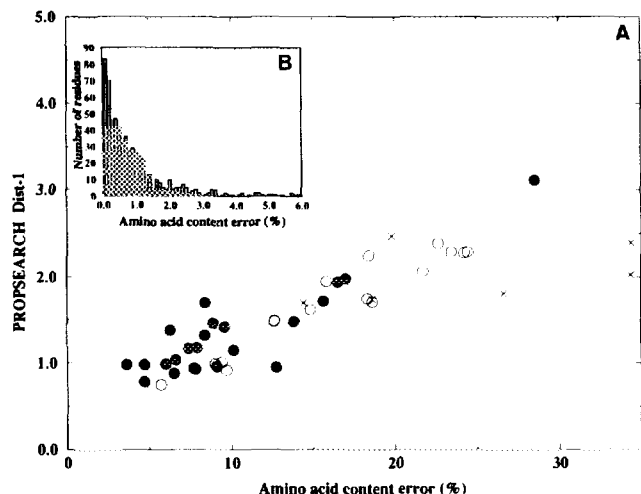 A
B
5.0
4.0
3.0
2.0
1.0
0.0
PROPSEARCH Dist-1
0
10
20
30
Amino acid content error (%)
90
80
70
60
50
40
30
20
10
0
Number of residues
0.0 1.0 2.0 3.0 4.0 5.0 6.0
Amino acid content error (%)